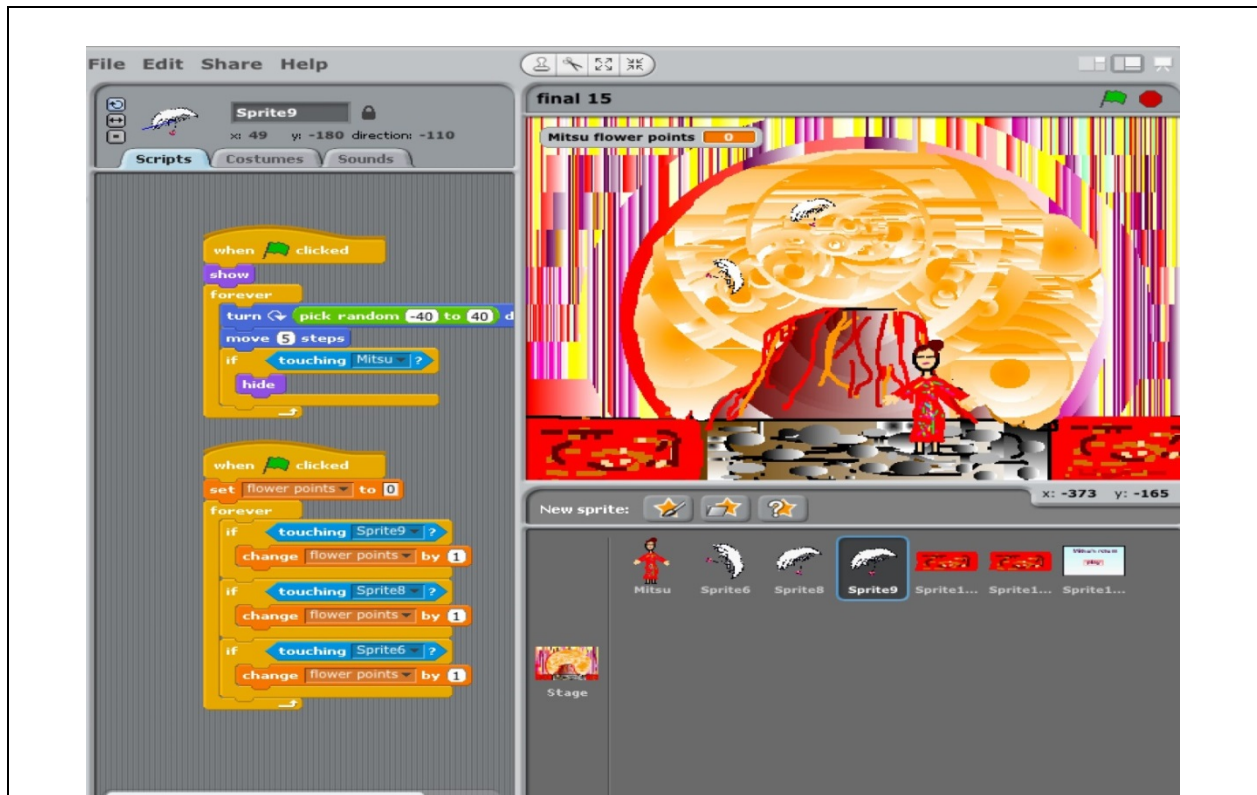 File Edit Share Help
Sprite9
x: 49 y: -180 direction: -110
Scripts Costumes Sounds
when clicked
show
forever
turn pick random -40 to 40 d
move 5 steps
if touching Mitsu ?
hide
when clicked
set flower points to 0
forever
if touching Sprite9 ?
change flower points by 1
if touching Sprite8 ?
change flower points by 1
if touching Sprite6 ?
change flower points by 1
final 15
Mitsu flower points 0
x: -373 y: -165
New sprite:
Mitsu Sprite6 Sprite8 Sprite9 Sprite1... Sprite1... Sprite1...
play
Stage